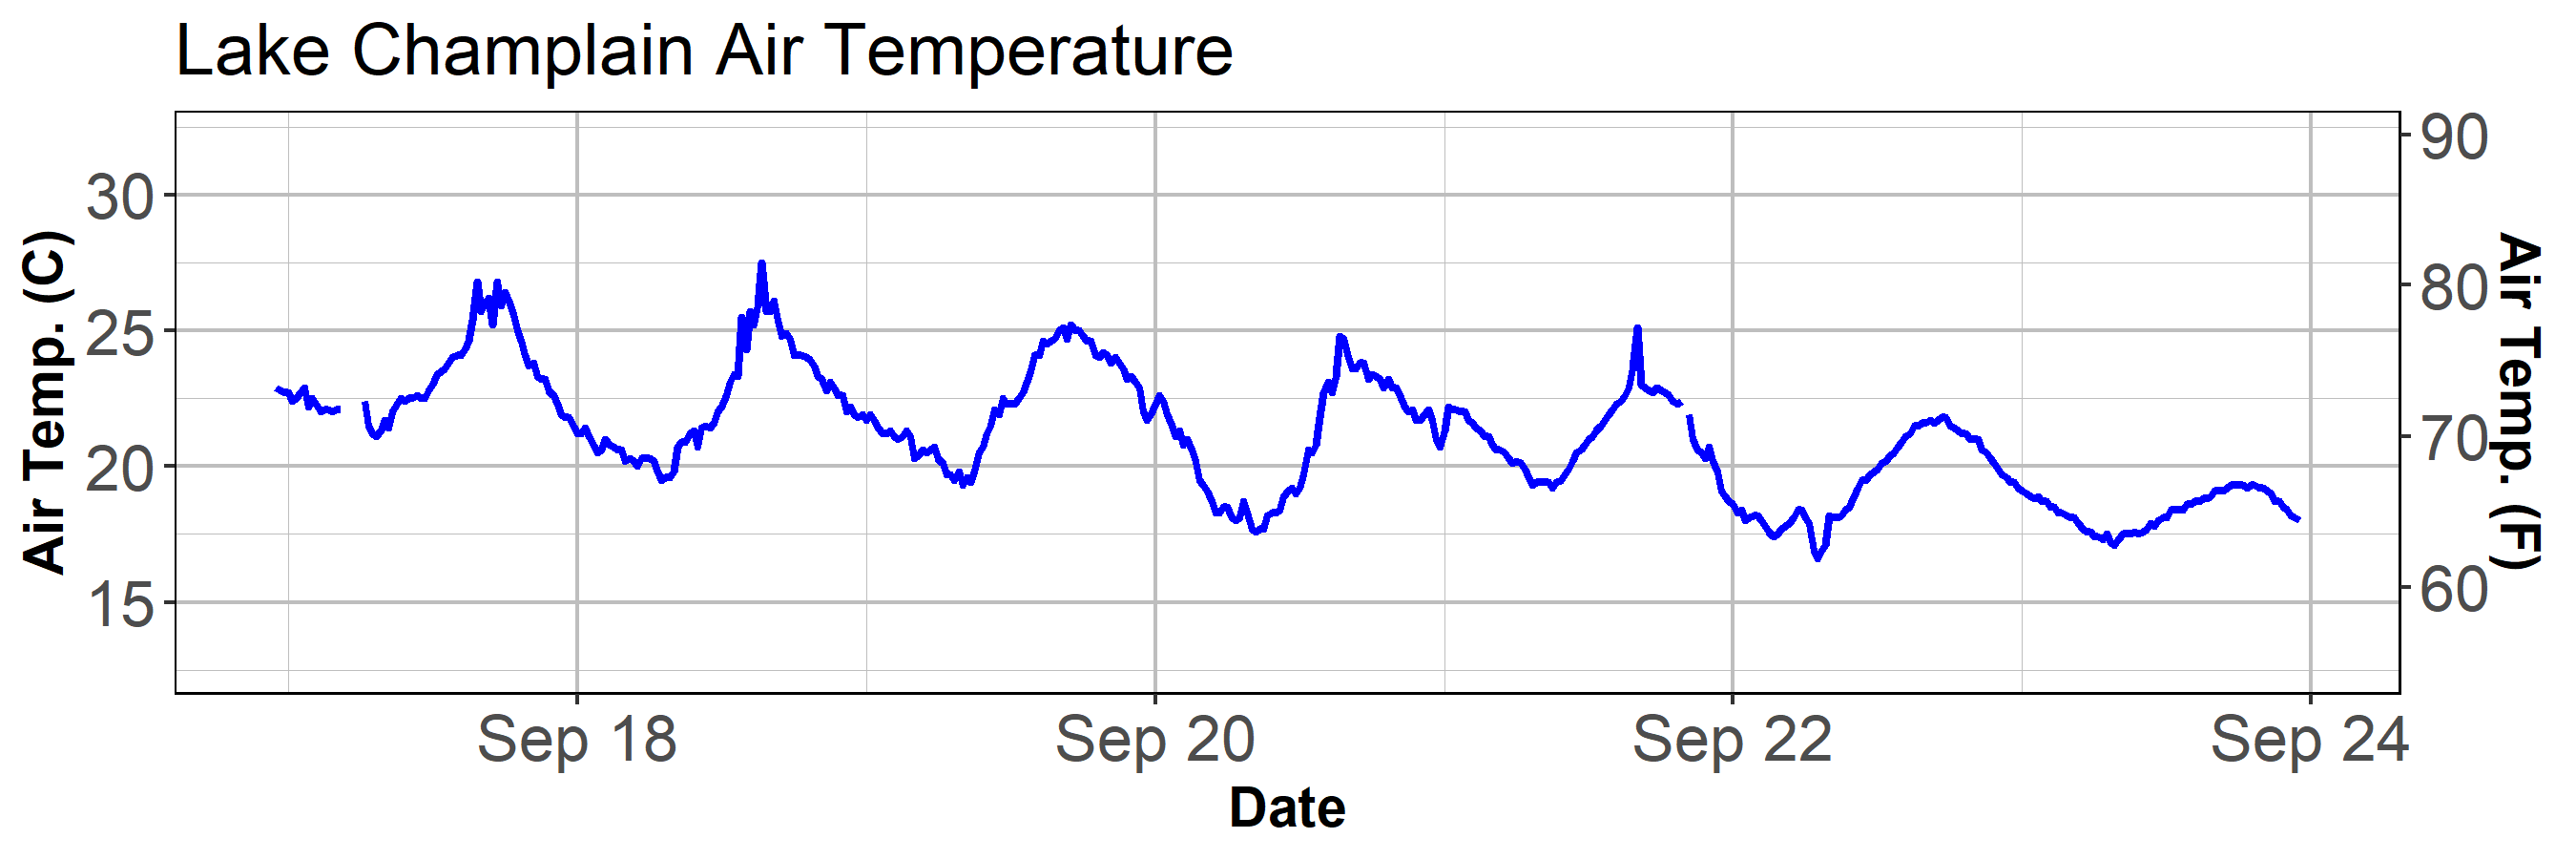 Lake Champlain Air Temperature
Air Temp. (C)
30
25
20
15
90
80
70
60
Air Temp. (F)
Sep 18 Sep 20 Sep 22 Sep 24
Date